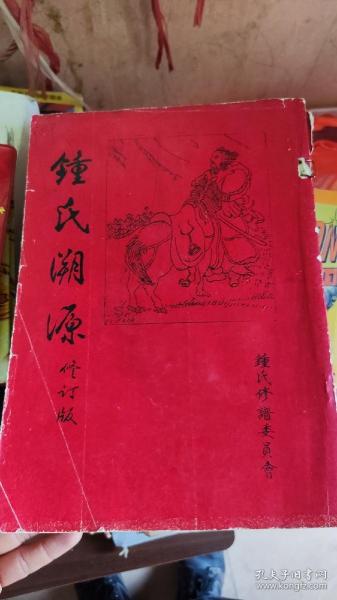 鍾氏溯源
修订版
鍾氏修譜委員會
孔夫子旧书网